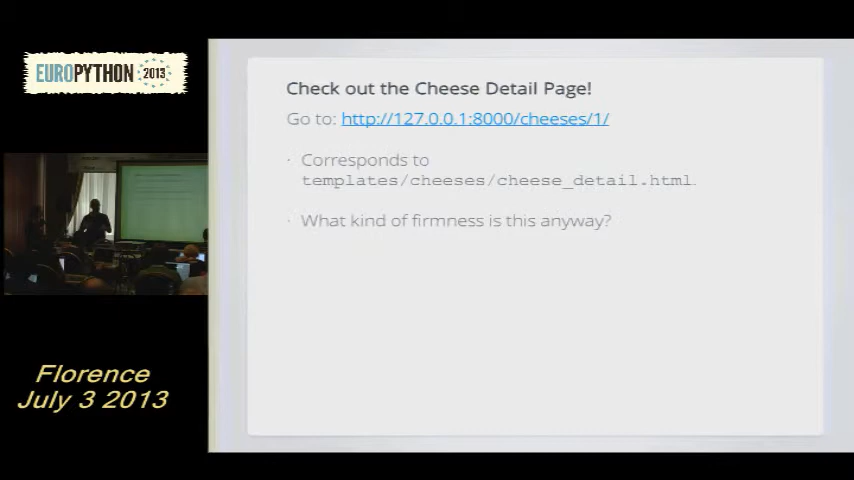 EUROPYTHON 2013
Check out the Cheese Detail Page!
Go to: http://127.0.0.1:8000/cheeses/1/
· Corresponds to
templates/cheeses/cheese_detail.html.
· What kind of firmness is this anyway?
Florence
July 3 2013